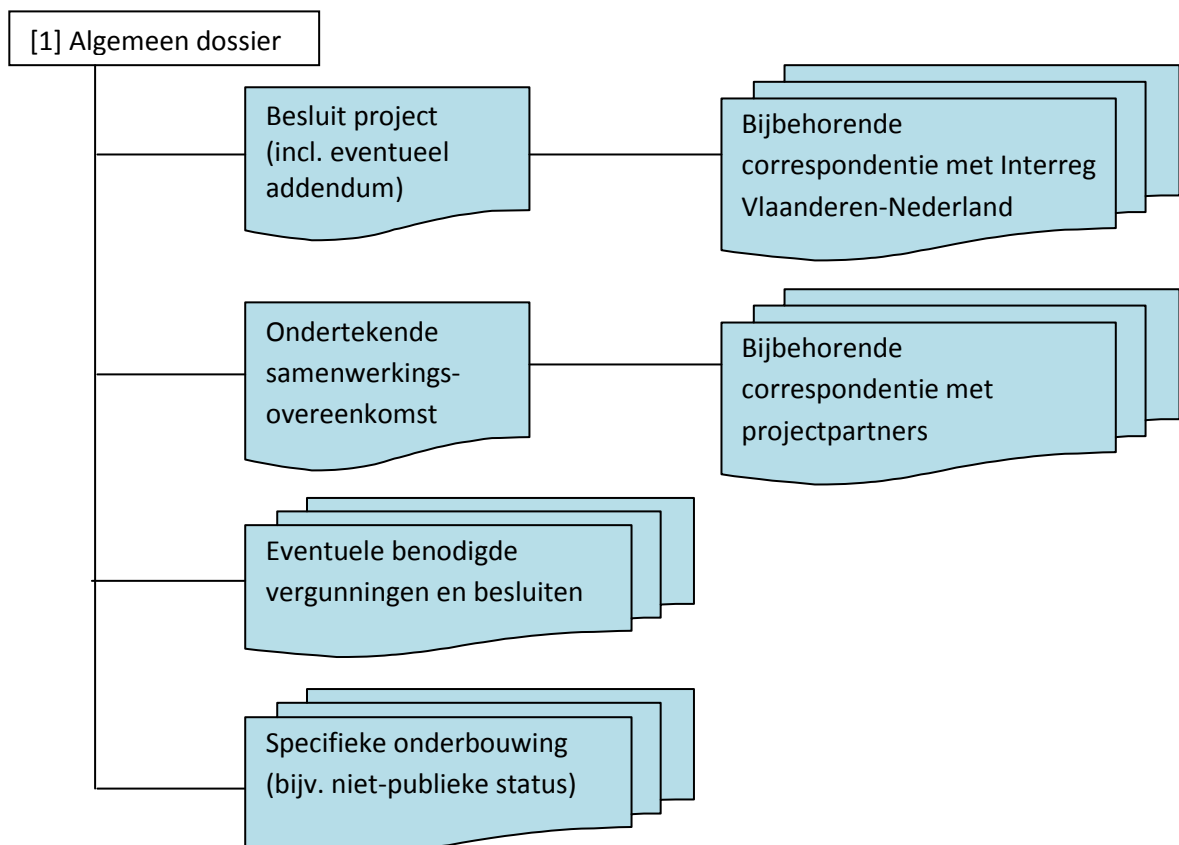 [1] Algemeen dossier
Besluit project
(incl. eventueel
addendum)
Bijbehorende
correspondentie met Interreg
Vlaanderen-Nederland
Ondertekende
samenwerkings-
overeenkomst
Bijbehorende
correspondentie met
projectpartners
Eventuele benodigde
vergunningen en besluiten
Specifieke onderbouwing
(bijv. niet-publieke status)